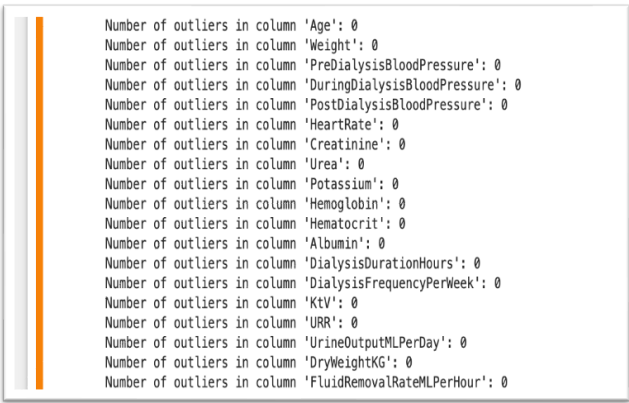 Number of outliers in column 'Age': 0
Number of outliers in column 'Weight': 0
Number of outliers in column 'PreDialysisBloodPressure': 0
Number of outliers in column 'DuringDialysisBloodPressure': 0
Number of outliers in column 'PostDialysisBloodPressure': 0
Number of outliers in column 'HeartRate': 0
Number of outliers in column 'Creatinine': 0
Number of outliers in column 'Urea': 0
Number of outliers in column 'Potassium': 0
Number of outliers in column 'Hemoglobin': 0
Number of outliers in column 'Hematocrit': 0
Number of outliers in column 'Albumin': 0
Number of outliers in column 'DialysisDurationHours': 0
Number of outliers in column 'DialysisFrequencyPerWeek': 0
Number of outliers in column 'KtV': 0
Number of outliers in column 'URR': 0
Number of outliers in column 'UrineOutputMLPerDay': 0
Number of outliers in column 'DryWeightKG': 0
Number of outliers in column 'FluidRemovalRateMLPerHour': 0